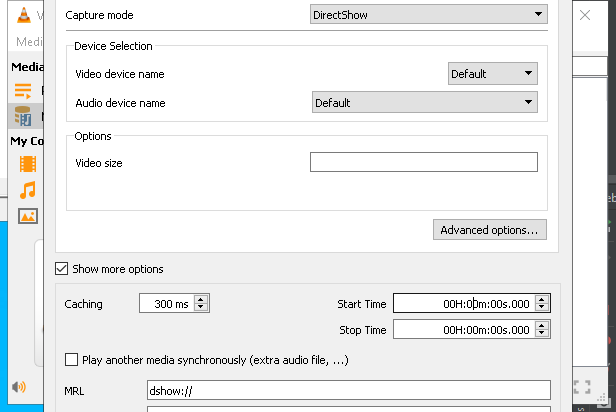 Capture mode DirectShow
Device Selection
Video device name Default
Audio device name Default
Options
Video size
Advanced options...
Show more options
Caching 300 ms Start Time 00H:00m:00s.000
Stop Time 00H:00m:00s.000
Play another media synchronously (extra audio file, ...)
MRL dshow://
Media
Media
My Co